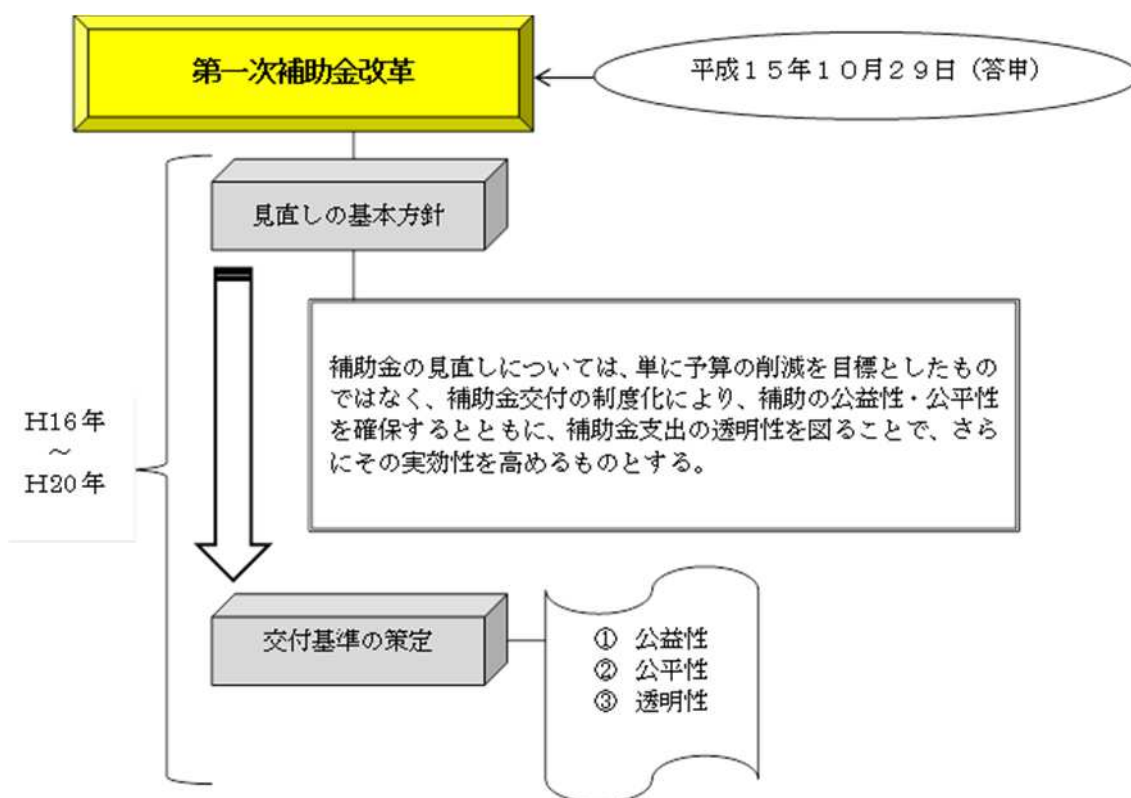 第一次補助金改革
平成１５年１０月２９日（答申）
見直しの基本方針
補助金の見直しについては、単に予算の削減を目標としたもの
ではなく、補助金交付の制度化により、補助の公益性・公平性
を確保するとともに、補助金支出の透明性を図ることで、さら
にその実効性を高めるものとする。
H16年
～
H20年
交付基準の策定
① 公益性
② 公平性
③ 透明性